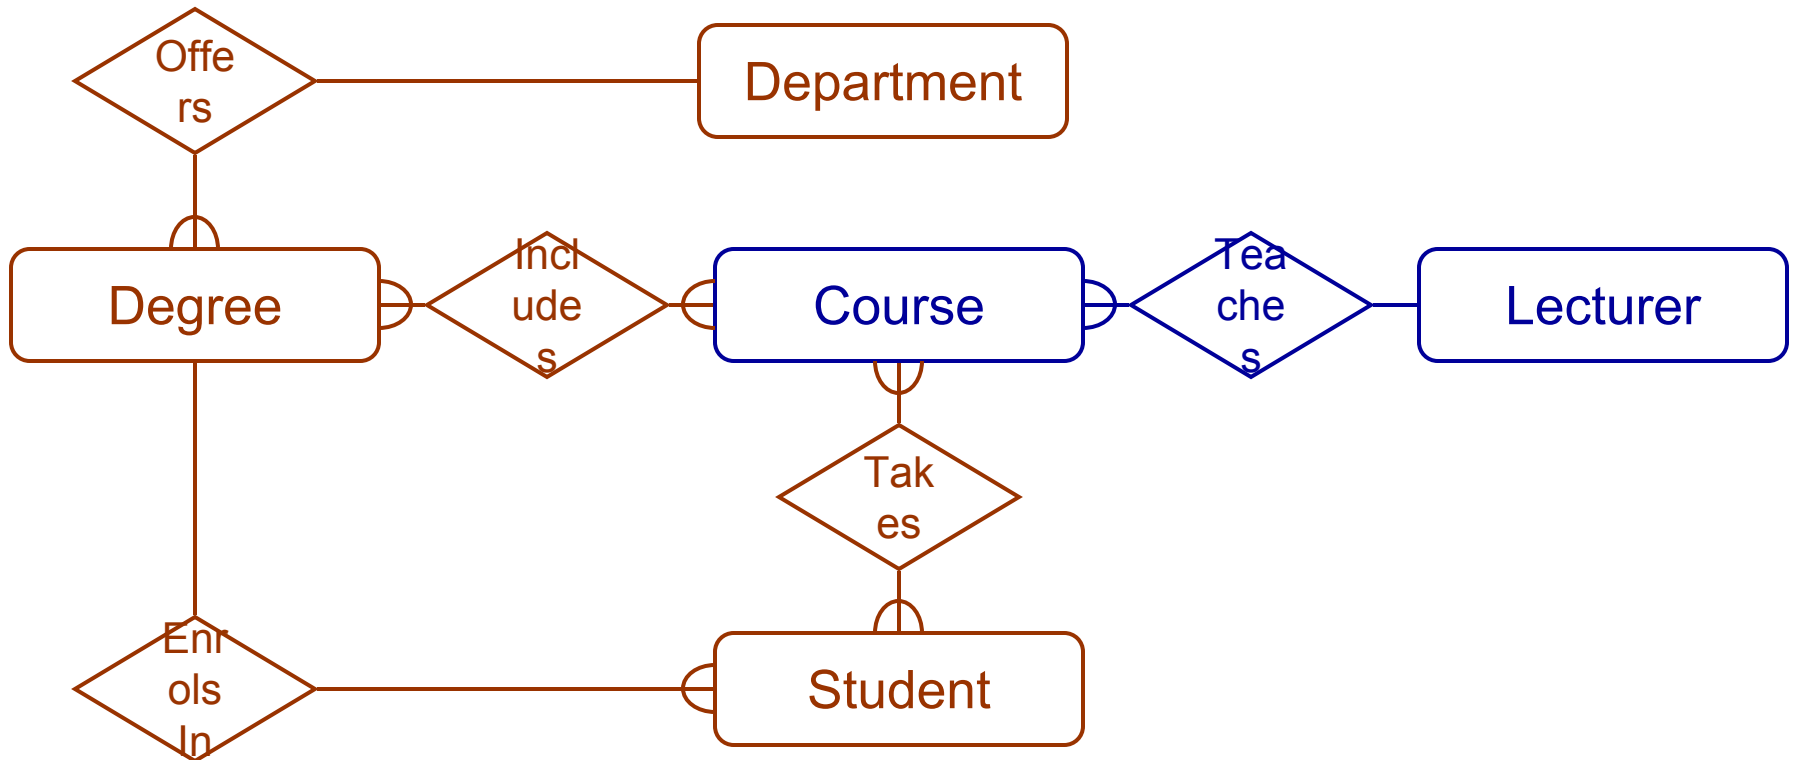 Offe
rs
Department
Incl
ude
s
Tea
che
s
Degree
Course
Lecturer
Tak
es
Enr
ols
In
Student